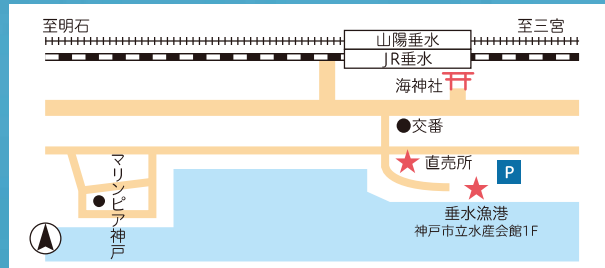 至明石
至三宮
山陽垂水
JR垂水
海神社
交番
直売所
P
マリンピア神戸
垂水漁港
神戸市立水産会館1F